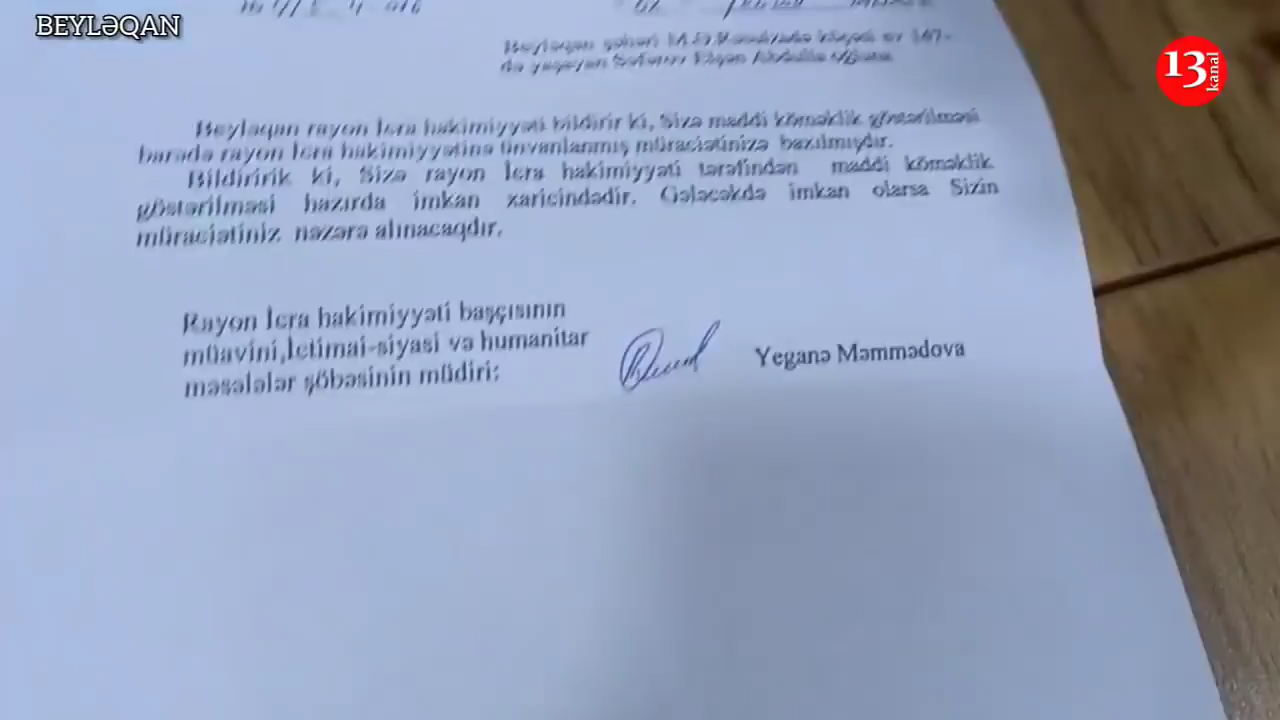 BEYLƏQAN
13
kanal
Beyləqan rayon İcra hakimiyyəti bildirir ki, Sizə maddi köməklik göstərilməsi
barədə rayon İcra hakimiyyətinə ünvanlanmış müraciətinizə baxılmışdır.
Bildiririk ki, Sizə rayon İcra hakimiyyəti tərəfindən maddi köməklik
göstərilməsi hazırda imkan xaricindədir. Gələcəkdə imkan olarsa Sizin
müraciətiniz nəzərə alınacaqdır.
Rayon İcra hakimiyyəti başçısının
müavini,İctimai-siyasi və humanitar
məsələlər şöbəsinin müdiri:
Yeganə Məmmədova